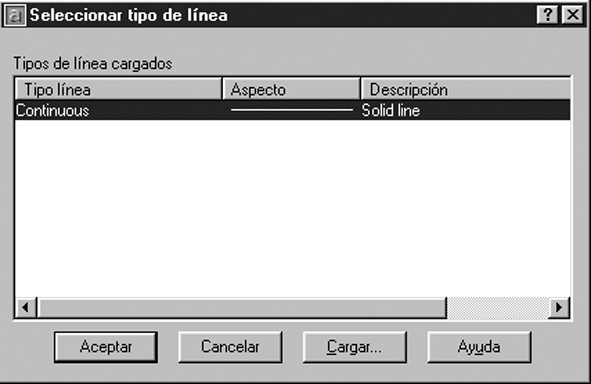 Seleccionar tipo de línea
Tipos de línea cargados
Tipo línea Aspecto Descripción
Continuous Solid line
Aceptar Cancelar Cargar... Ayuda